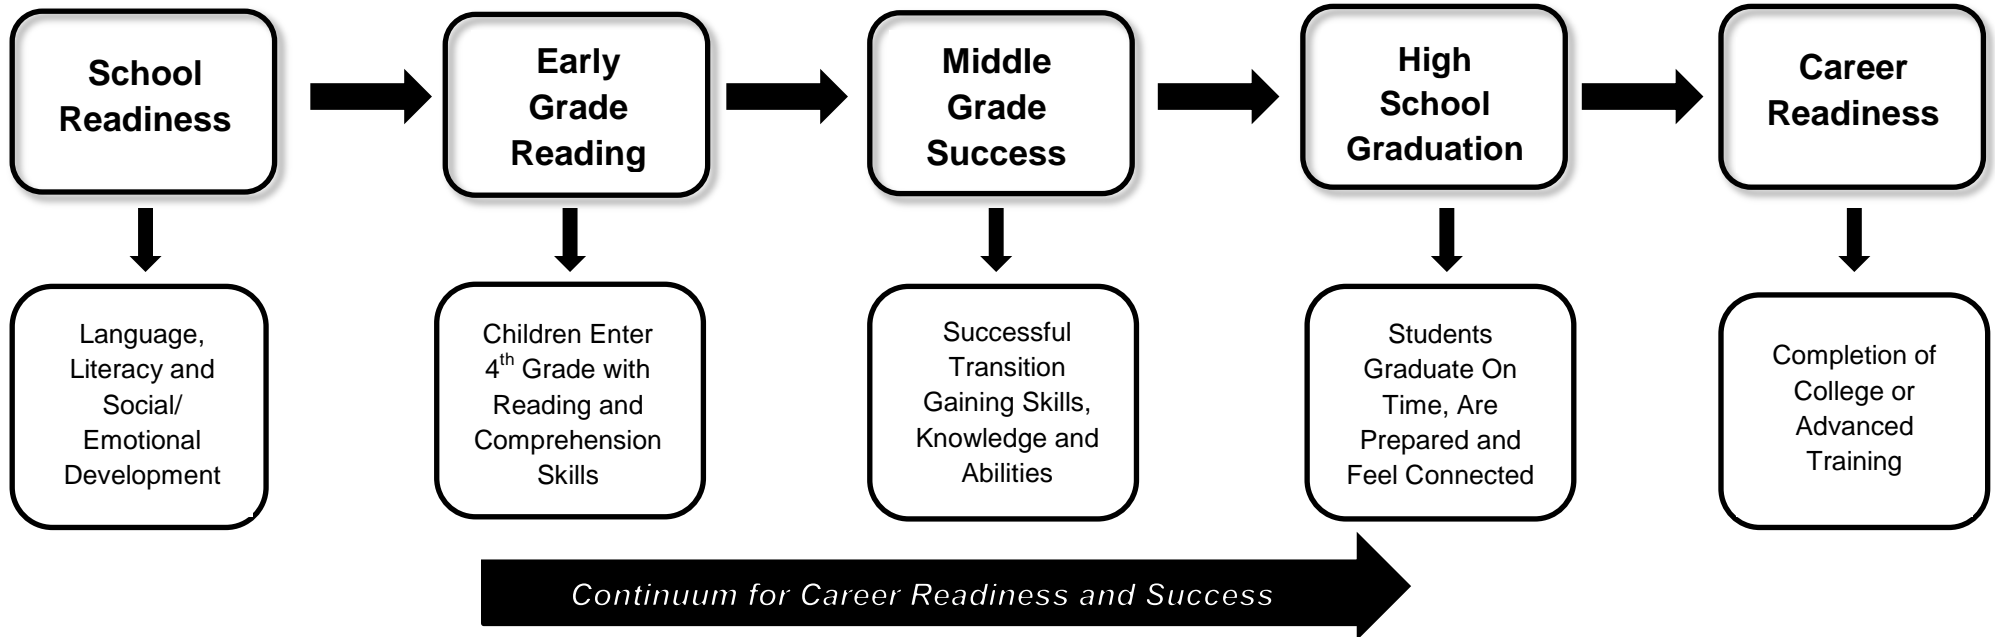 School
Readiness
Early
Grade
Reading
Middle
Grade
Success
High
School
Graduation
Career
Readiness
Language,
Literacy and
Social/
Emotional
Development
Children Enter
4th Grade with
Reading and
Comprehension
Skills
Successful
Transition
Gaining Skills,
Knowledge and
Abilities
Students
Graduate On
Time, Are
Prepared and
Feel Connected
Completion of
College or
Advanced
Training
Continuum for Career Readiness and Success